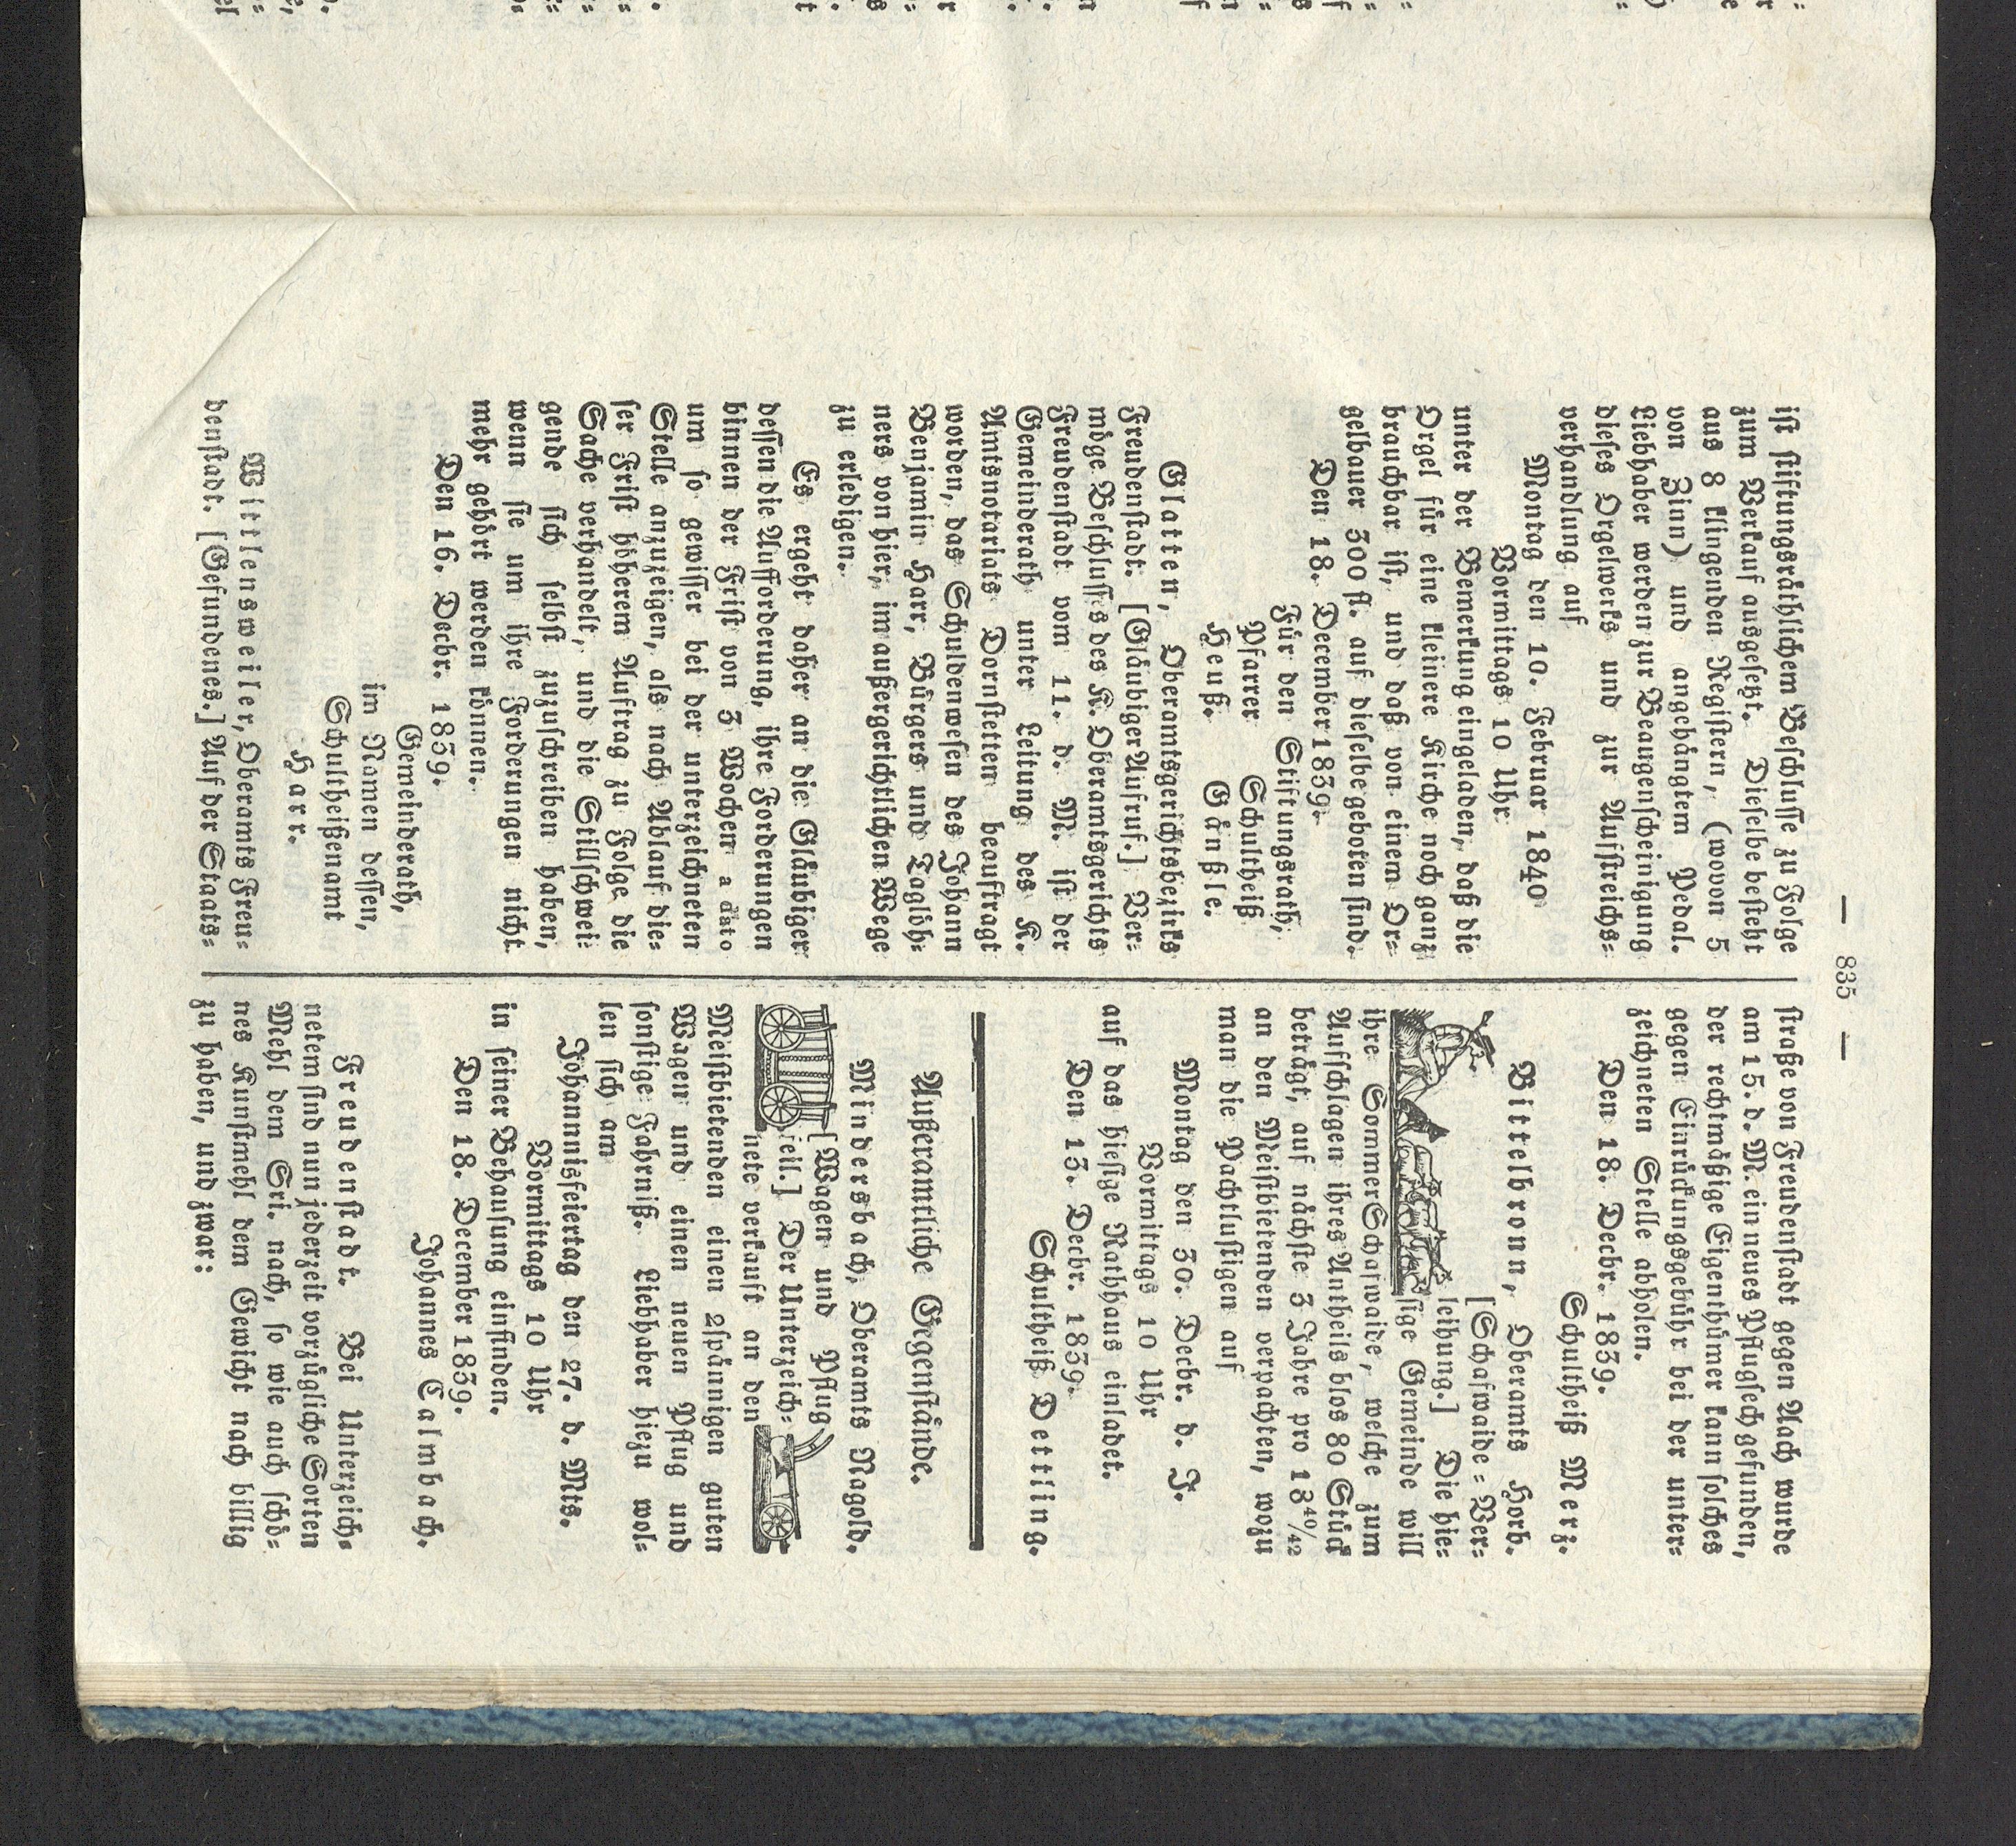 — 835 —
iſt ſtiftungsräthlichem Beſchluſſe zu Folge
zum Verkauf ausgeſetzt. Dieſelbe beſteht
aus 8 klingenden Regiſtern, (wovon 5
von Zinn) und angehängtem Pedal.
Liebhaber werden zur Beaugenſcheinigung
dieſes Orgelwerks und zur Aufſtreichs=
verhandlung auf
Montag den 10. Februar 1840
Vormittags 10 Uhr
unter der Bemerkung eingeladen, daß die
Orgel für eine kleinere Kirche noch ganz
brauchbar iſt, und daß von einem Or=
gelbauer 300 fl. auf dieſelbe geboten ſind.
Den 18. December 1839.
Für den Stiftungsrath,
Pfarrer Schultheiß
Heuß. Gänßle.
Glatten, Oberamtsgerichtsbezirks
Freudenſtadt. [GläubigerAufruf.] Ver=
möge Beſchluſſes des K. Oberamtsgerichts
Freudenſtadt vom 11. d. M. iſt der
Gemeinderath unter Leitung des K.
Amtsnotariats Dornſtetten beauftragt
worden, das Schuldenweſen des Johann
Benjamin Harr, Bürgers und Taglöh=
ners von hier, im außergerichtlichen Wege
zu erledigen.
Es ergeht daher an die Gläubiger
deſſen die Aufforderung, ihre Forderungen
binnen der Friſt von 3 Wochen a dato
um ſo gewiſſer bei der unterzeichneten
Stelle anzuzeigen, als nach Ablauf die=
ſer Friſt höherem Auftrag zu Folge die
Sache verhandelt, und die Stillſchwei=
gende ſich ſelbſt zuzuſchreiben haben,
wenn ſie um ihre Forderungen nicht
mehr gehört werden können.
Den 16. Decbr. 1839.
Gemeinderath,
im Namen deſſen,
Schultheißenamt
Harr.
Wittlensweiler, Oberamts Freu=
denſtadt. [Gefundenes.] Auf der Staats=
ſtraße von Freudenſtadt gegen Aach wurde
am 15. d. M. ein neues Pflugſech gefunden,
der rechtmäßige Eigenthümer kann ſolches
gegen Einrückungsgebühr bei der unter=
zeichneten Stelle abholen.
Den 18. Decbr. 1839.
Schultheiß Merz.
Bittelbronn, Oberamts Horb.
[Schafwaide=Ver=
leihung.] Die hie=
ſige Gemeinde will
ihre SommerSchafwaide, welche zum
Aufſchlagen ihres Antheils blos 80 Stück
beträgt, auf nächſte 3 Jahre pro 18 40/42
an den Meiſtbietenden verpachten, wozu
man die Pachtluſtigen auf
Montag den 30. Decbr. d. J.
Vormittags 10 Uhr
auf das hieſige Rathhaus einladet.
Den 13. Decbr. 1839.
Schultheiß Dettling.
Außeramtliche Gegenſtände.
Mindersbach, Oberamts Nagold.
[Wagen und Pflug
feil.] Der Unterzeich=
nete verkauft an den
Meiſtbietenden einen 2ſpännigen guten
Wagen und einen neuen Pflug und
ſonſtige Fahrniß. Liebhaber hiezu wol=
len ſich am
Johannisfeiertag den 27. d. Mts.
Vormittags 10 Uhr
in ſeiner Behauſung einfinden.
Den 18. December 1839.
Johannes Calmbach.
Freudenſtadt. Bei Unterzeich=
netem ſind nun jederzeit vorzügliche Sorten
Mehl dem Sri. nach, ſo wie auch ſchö=
nes Kunſtmehl dem Gewicht nach billig
zu haben, und zwar: